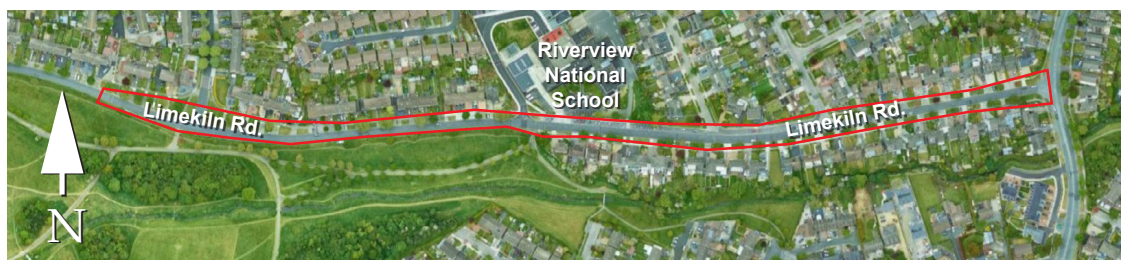 Riverview
National
School
Limekiln Rd.
Limekiln Rd.
N